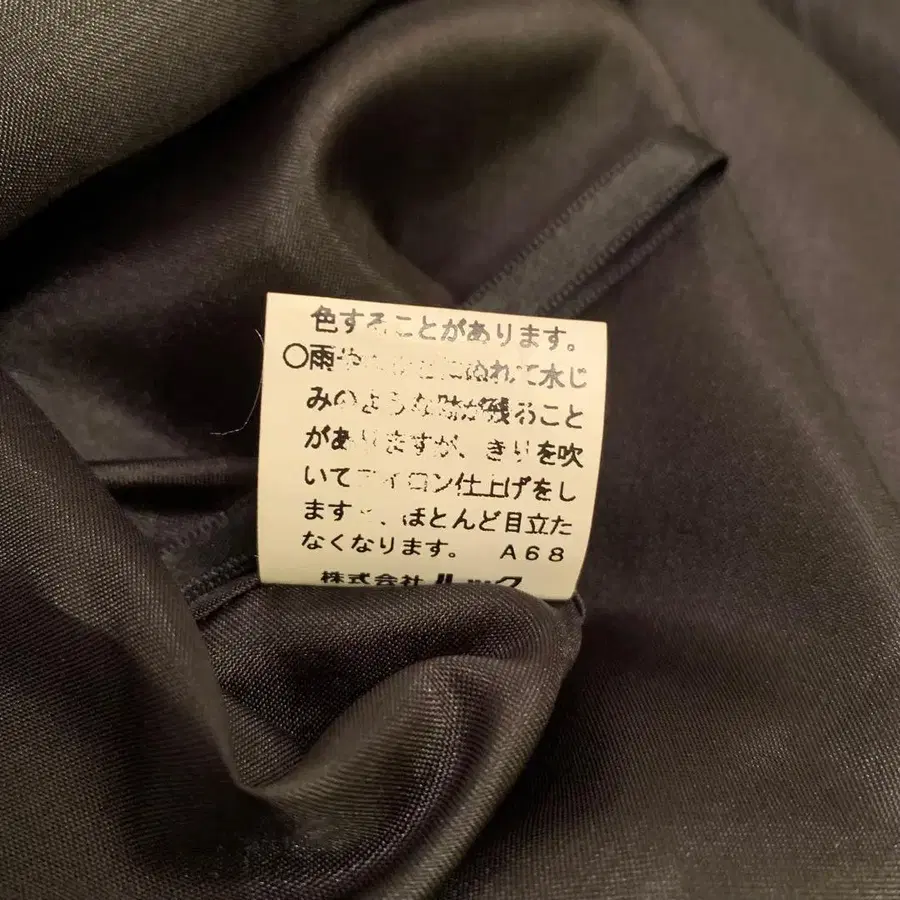 色することがあります。
○雨や にぬれて水じ
みのような跡が残ること
がありますが、きりを吹
いてアイロン仕上げをし
ます 、ほとんど目立た
なくなります。 A68
株式会社ルック